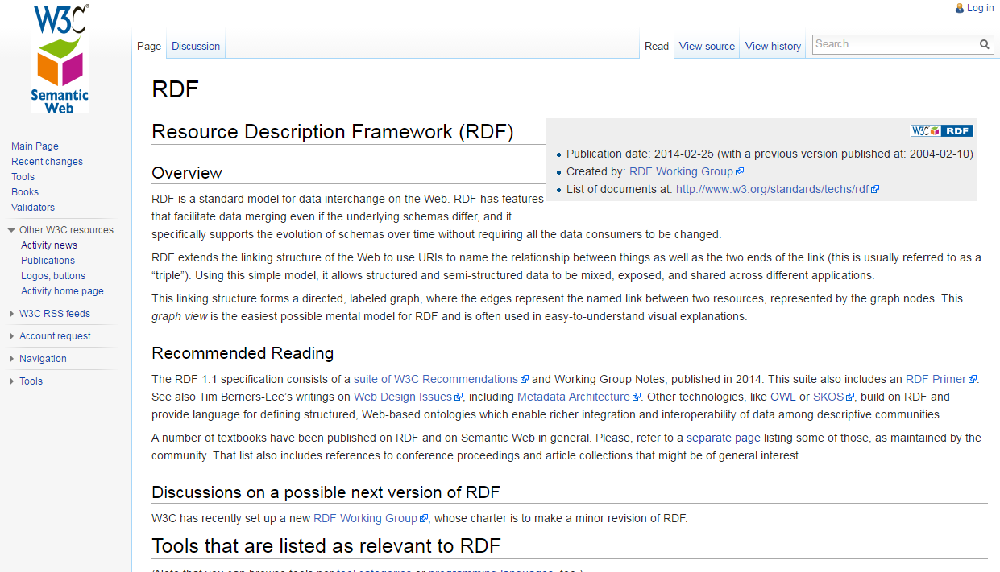 W3C®
Semantic
Web
Log in
Page
Discussion
Read
View source
View history
Search
Main Page
Recent changes
Tools
Books
Validators
Other W3C resources
Activity news
Publications
Logos, buttons
Activity home page
W3C RSS feeds
Account request
Navigation
Tools
RDF
Resource Description Framework (RDF)
W3C RDF
Publication date: 2014-02-25 (with a previous version published at: 2004-02-10)
Created by: RDF Working Group
List of documents at: http://www.w3.org/standards/techs/rdf
Overview
RDF is a standard model for data interchange on the Web. RDF has features
that facilitate data merging even if the underlying schemas differ, and it
specifically supports the evolution of schemas over time without requiring all the data consumers to be changed.
RDF extends the linking structure of the Web to use URIs to name the relationship between things as well as the two ends of the link (this is usually referred to as a
“triple”). Using this simple model, it allows structured and semi-structured data to be mixed, exposed, and shared across different applications.
This linking structure forms a directed, labeled graph, where the edges represent the named link between two resources, represented by the graph nodes. This
graph view is the easiest possible mental model for RDF and is often used in easy-to-understand visual explanations.
Recommended Reading
The RDF 1.1 specification consists of a suite of W3C Recommendations and Working Group Notes, published in 2014. This suite also includes an RDF Primer.
See also Tim Berners-Lee’s writings on Web Design Issues, including Metadata Architecture. Other technologies, like OWL or SKOS, build on RDF and
provide language for defining structured, Web-based ontologies which enable richer integration and interoperability of data among descriptive communities.
A number of textbooks have been published on RDF and on Semantic Web in general. Please, refer to a separate page listing some of those, as maintained by the
community. That list also includes references to conference proceedings and article collections that might be of general interest.
Discussions on a possible next version of RDF
W3C has recently set up a new RDF Working Group, whose charter is to make a minor revision of RDF.
Tools that are listed as relevant to RDF
(Note that you can browse tools per tool categories or programming languages, too.)